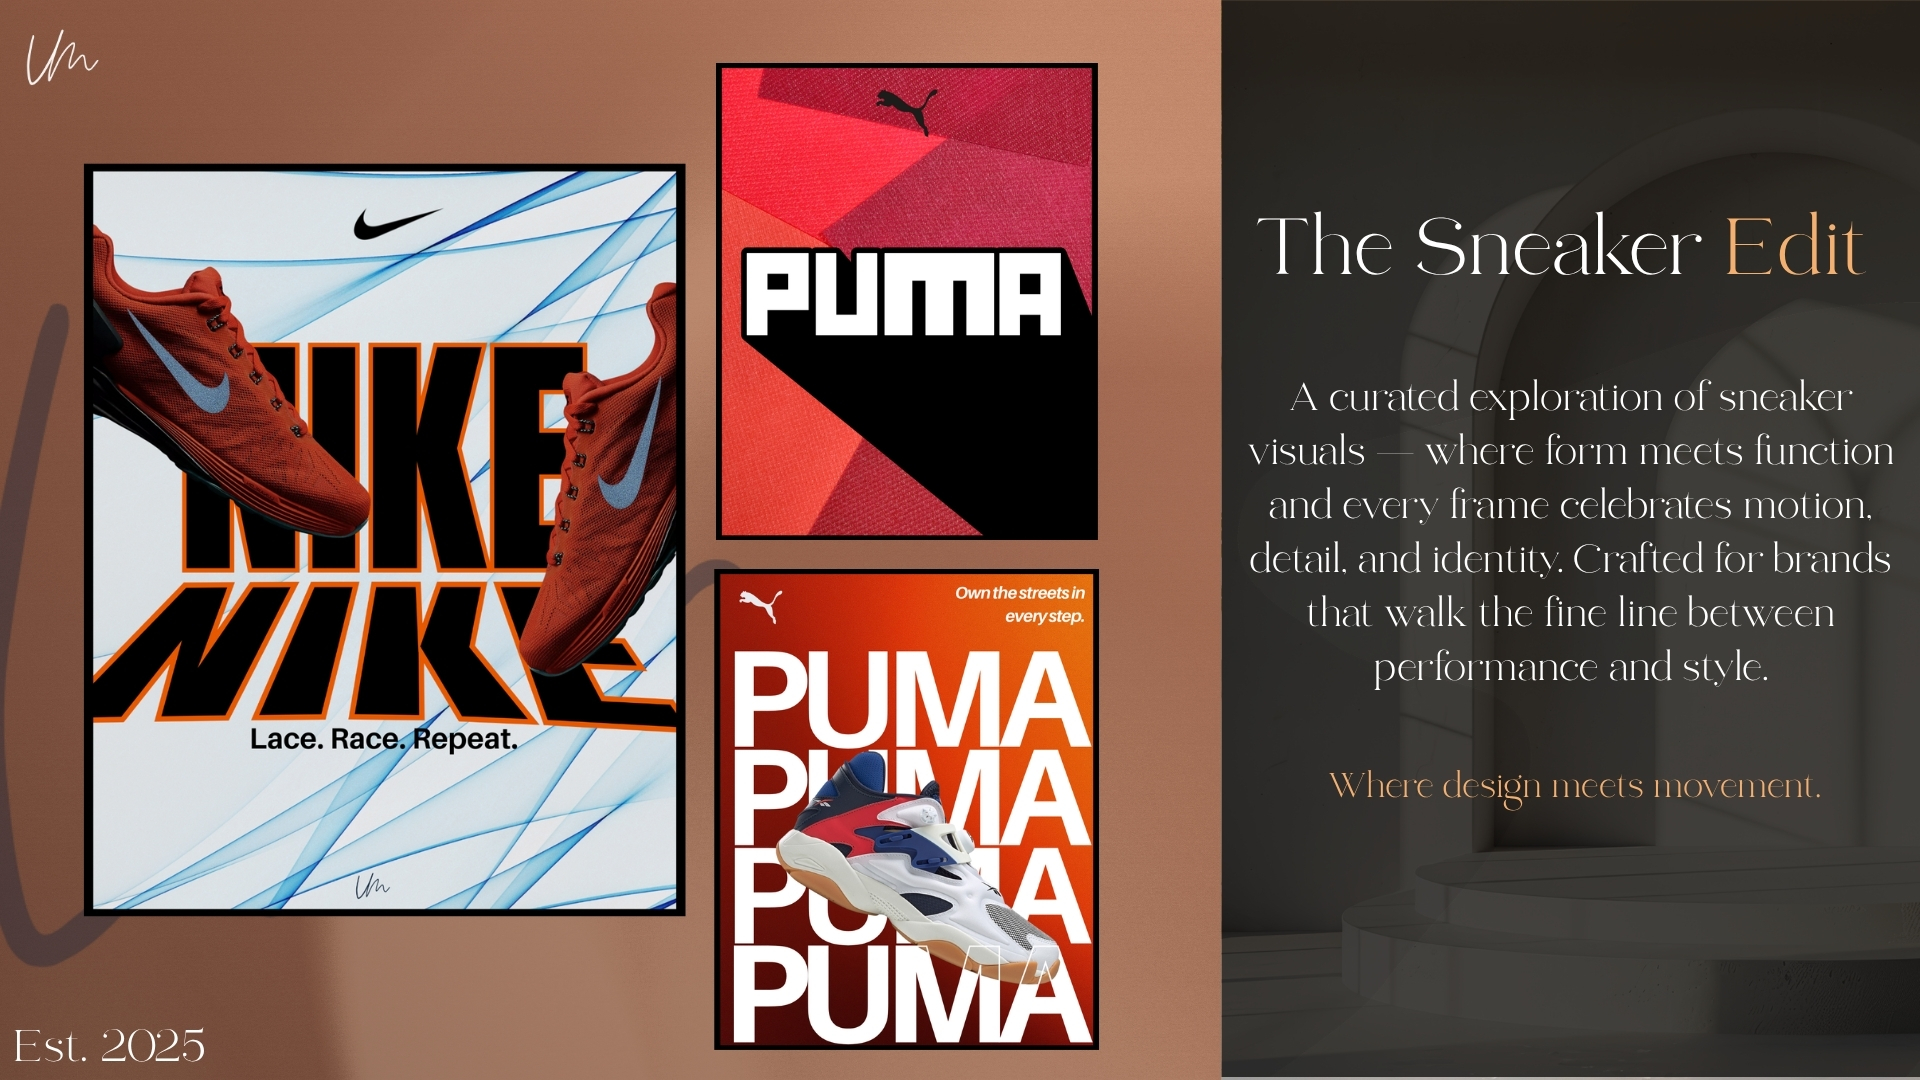 Um
NIKE
NIKE
Lace. Race. Repeat.
Um
PUMA
Own the streets in
every step.
PUMA
PUMA
PUMA
PUMA
The Sneaker Edit
A curated exploration of sneaker
visuals — where form meets function
and every frame celebrates motion,
detail, and identity. Crafted for brands
that walk the fine line between
performance and style.
Where design meets movement.
Est. 2025